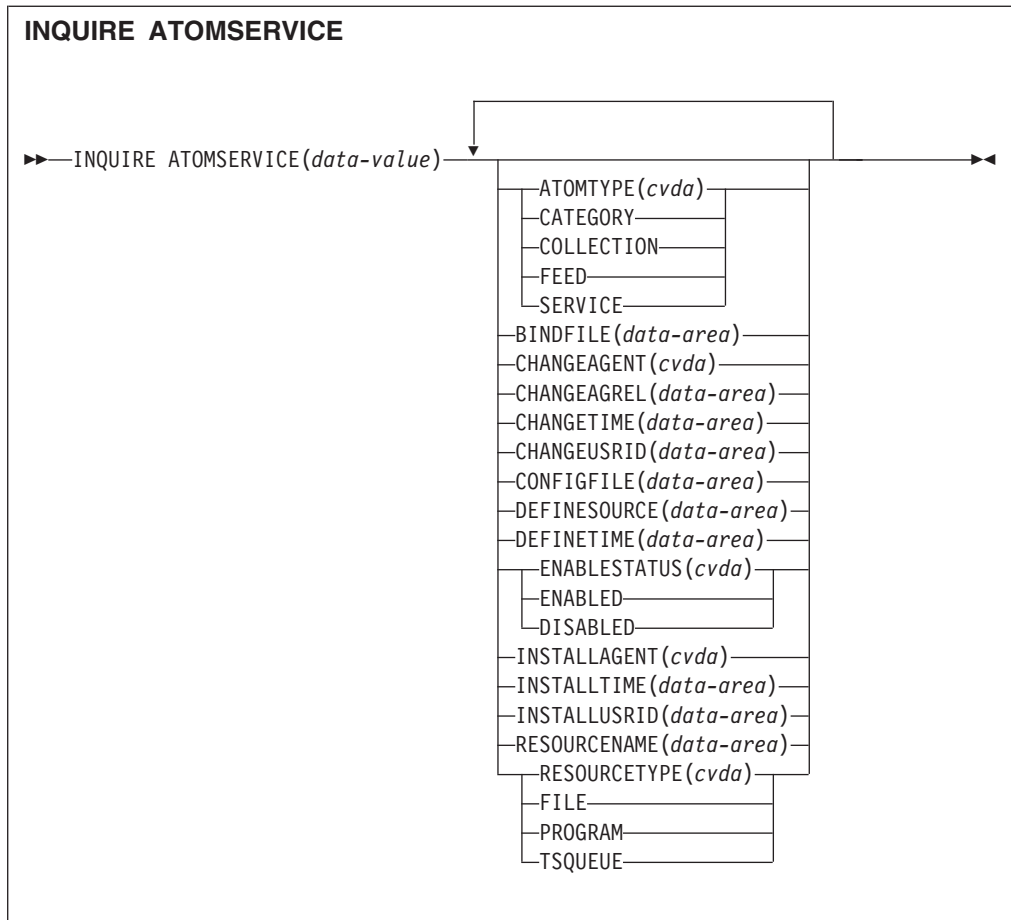 INQUIRE ATOMSERVICE
INQUIRE ATOMSERVICE(data-value)
ATOMTYPE(cvda)
CATEGORY
COLLECTION
FEED
SERVICE
BINDFILE(data-area)
CHANGEAGENT(cvda)
CHANGEAGREL(data-area)
CHANGETIME(data-area)
CHANGEUSRID(data-area)
CONFIGFILE(data-area)
DEFINESOURCE(data-area)
DEFINETIME(data-area)
ENABLESTATUS(cvda)
ENABLED
DISABLED
INSTALLAGENT(cvda)
INSTALLTIME(data-area)
INSTALLUSRID(data-area)
RESOURCENAME(data-area)
RESOURCETYPE(cvda)
FILE
PROGRAM
TSQUEUE